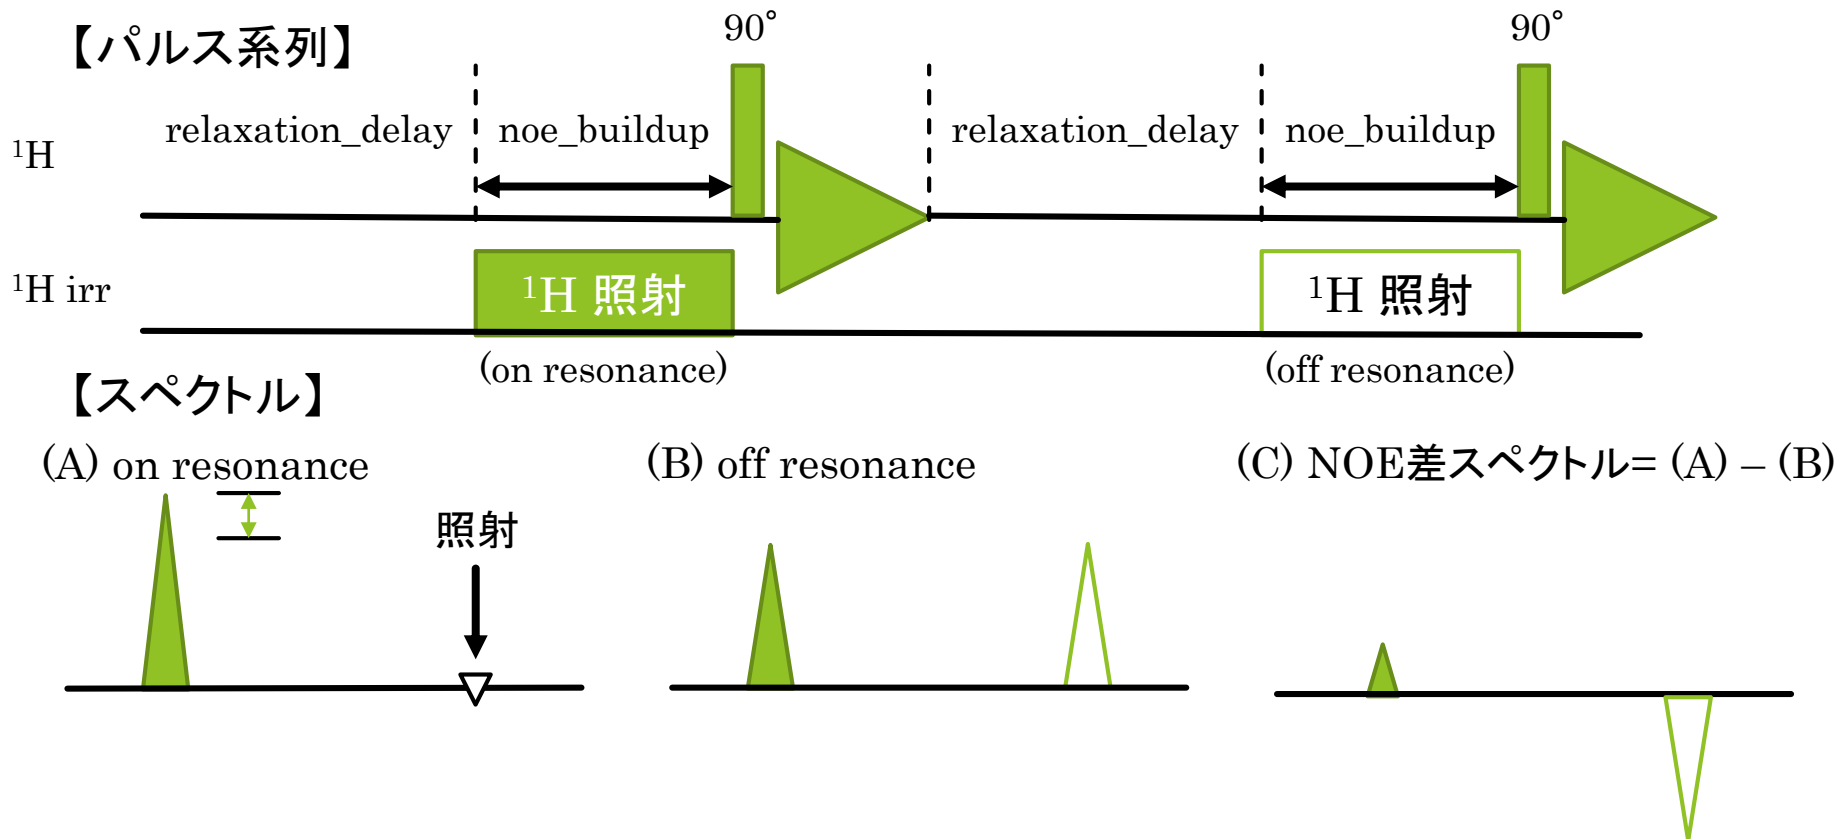 【パルス系列】
90° 90°
relaxation_delay noe_buildup relaxation_delay noe_buildup
¹H
¹H irr
¹H 照射 ¹H 照射
(on resonance) (off resonance)
【スペクトル】
(A) on resonance (B) off resonance (C) NOE差スペクトル= (A) – (B)
照射